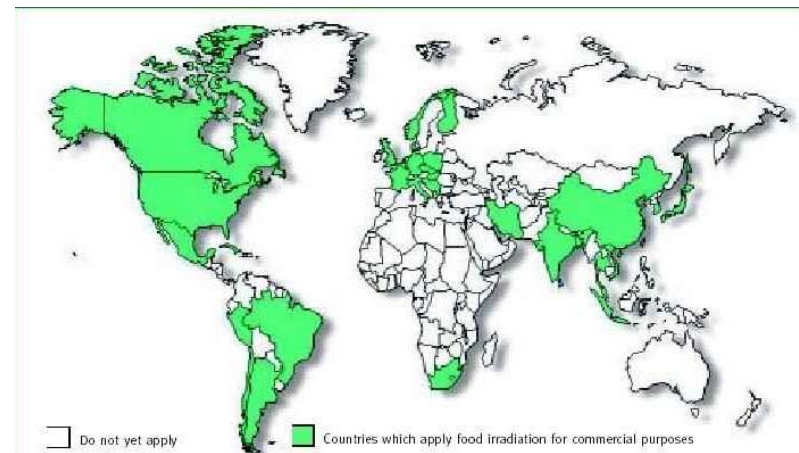 Do not yet apply
Countries which apply food irradiation for commercial purposes